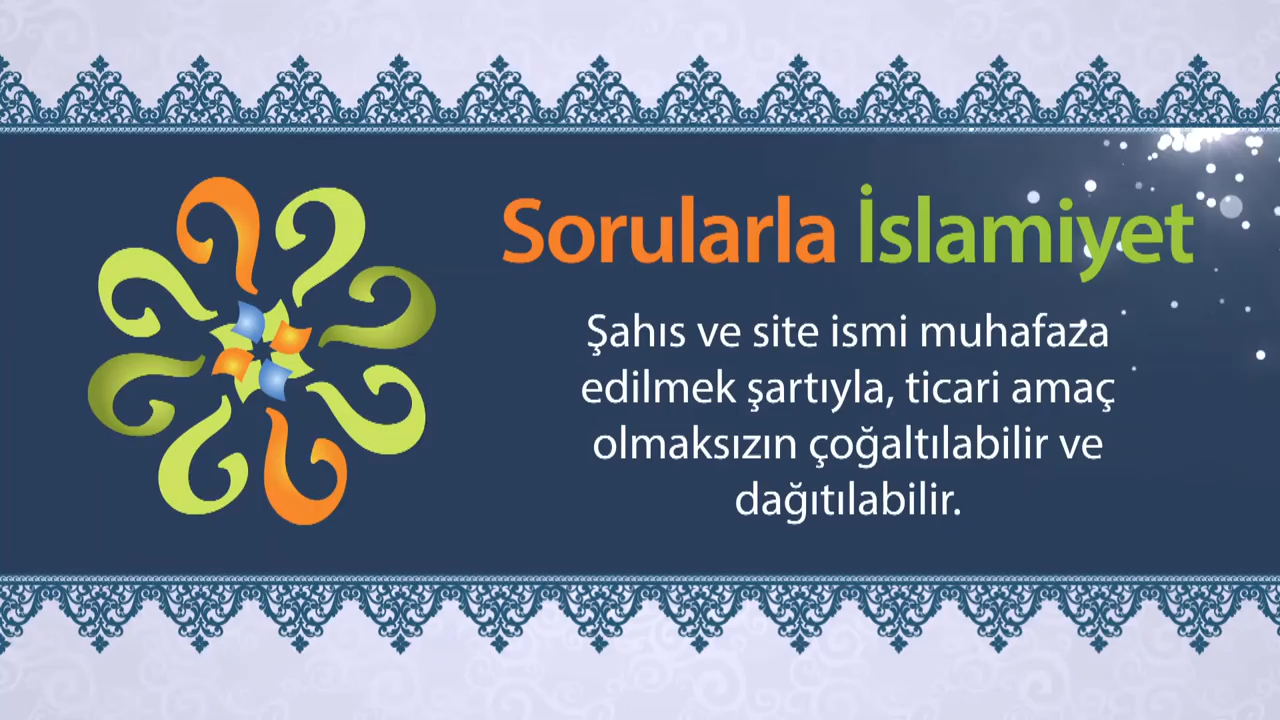 Sorularla İslamiyet
Şahıs ve site ismi muhafaza
edilmek şartıyla, ticari amaç
olmaksızın çoğaltılabilir ve
dağıtılabilir.